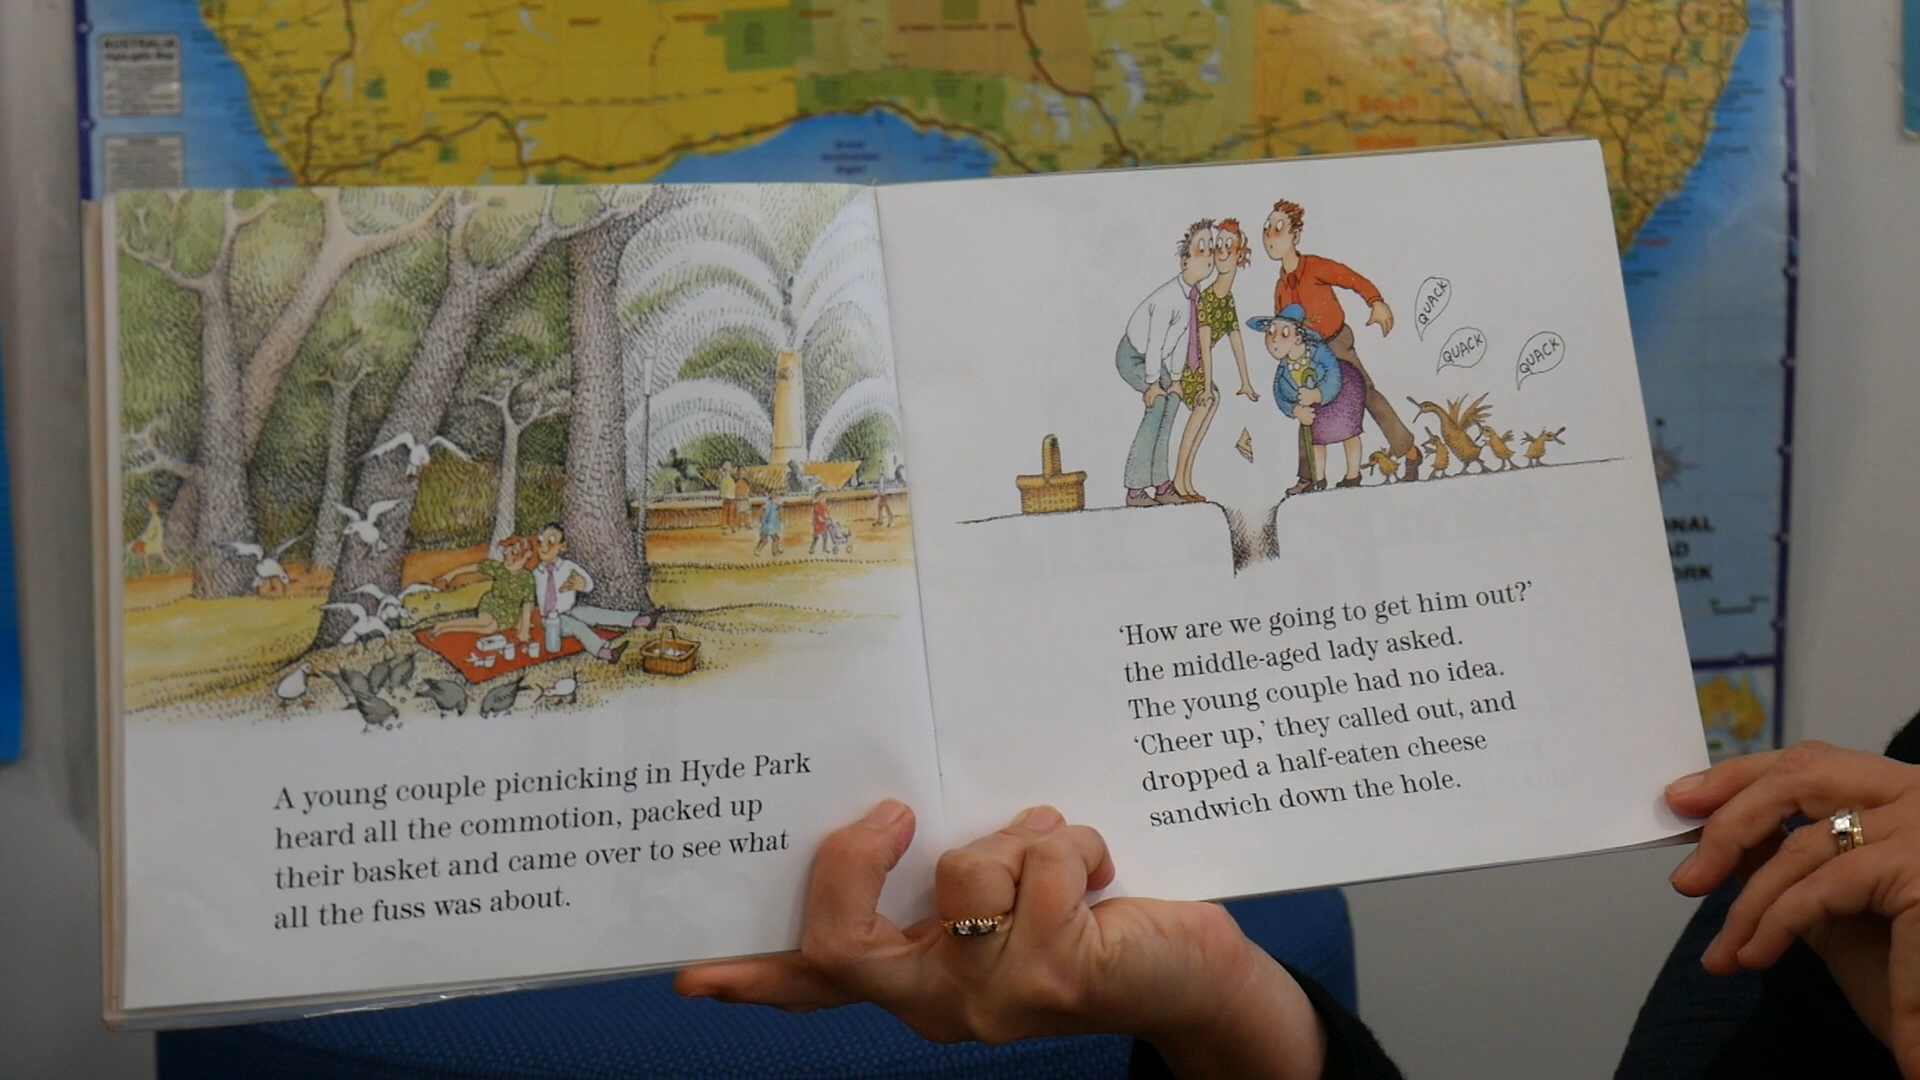 AUSTRALIA
South
Wales
QUACK
QUACK
QUACK
A young couple picnicking in Hyde Park
heard all the commotion, packed up
their basket and came over to see what
all the fuss was about.
‘How are we going to get him out?’
the middle-aged lady asked.
The young couple had no idea.
‘Cheer up,’ they called out, and
dropped a half-eaten cheese
sandwich down the hole.